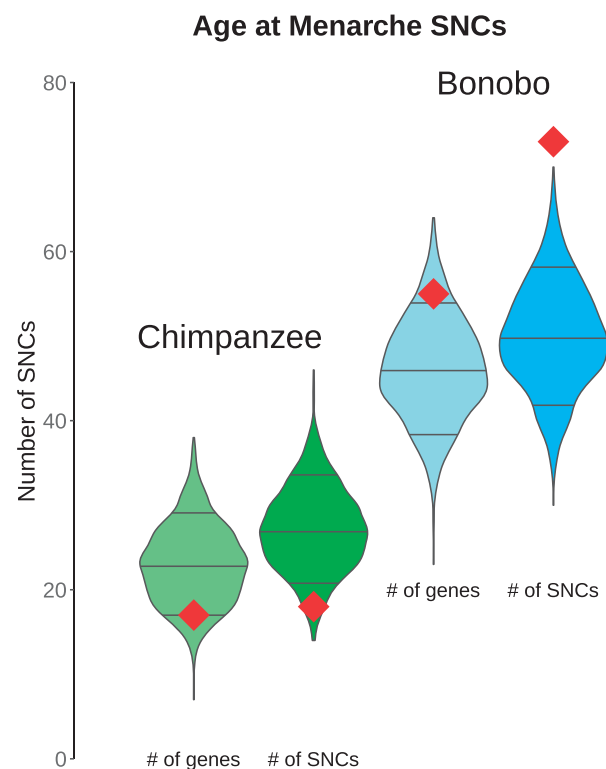 Age at Menarche SNCs
Bonobo
80
60
Chimpanzee
Number of SNCs
40
20
# of genes # of SNCs
0
# of genes # of SNCs